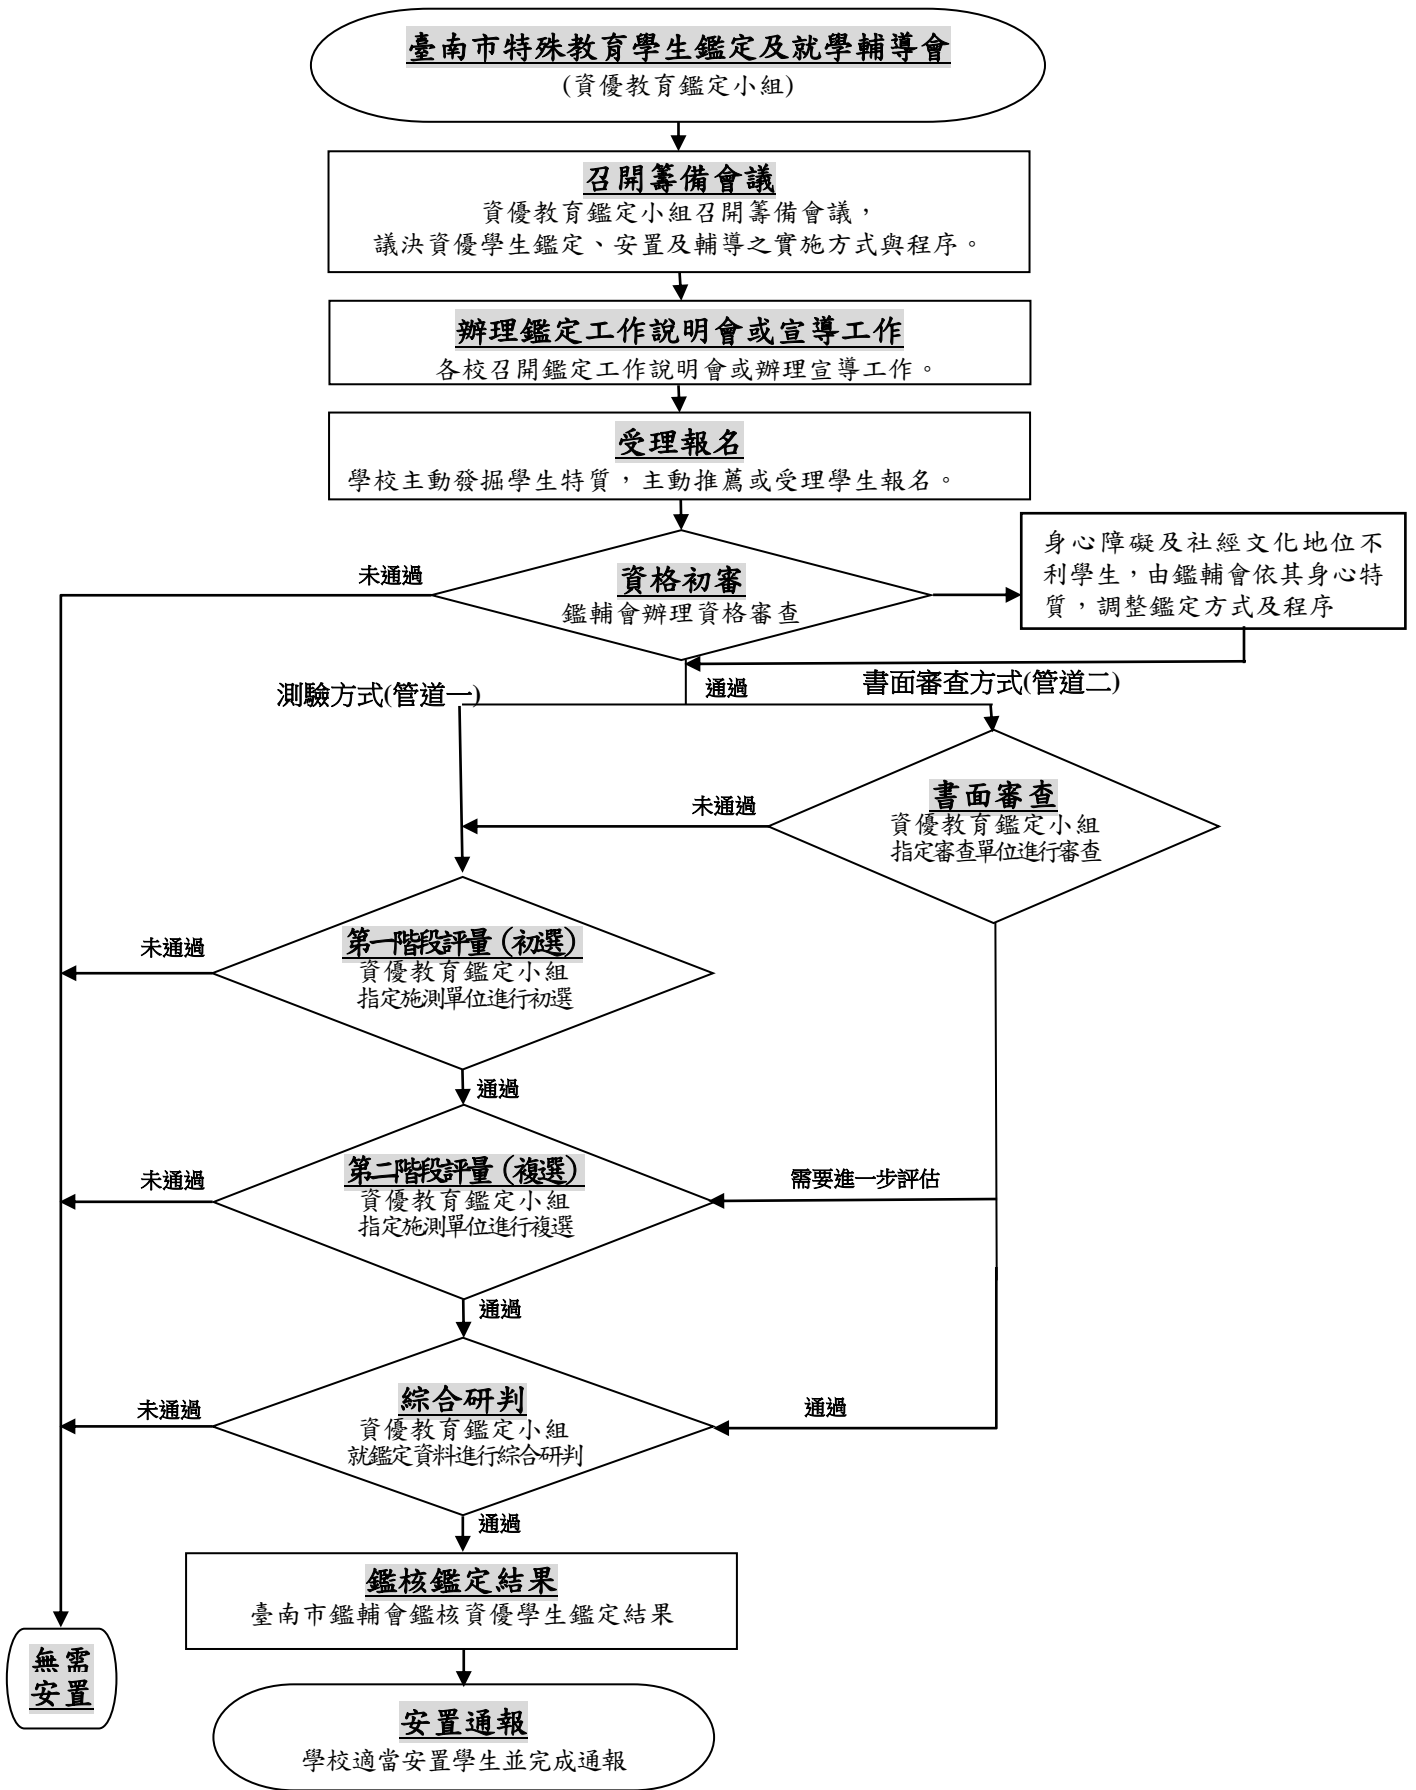 臺南市特殊教育學生鑑定及就學輔導會
(資優教育鑑定小組)
召開籌備會議
資優教育鑑定小組召開籌備會議，
議決資優學生鑑定、安置及輔導之實施方式與程序。
辦理鑑定工作說明會或宣導工作
各校召開鑑定工作說明會或辦理宣導工作。
受理報名
學校主動發掘學生特質，主動推薦或受理學生報名。
未通過
資格初審
鑑輔會辦理資格審查
身心障礙及社經文化地位不
利學生，由鑑輔會依其身心特
質，調整鑑定方式及程序
通過
測驗方式(管道一)
書面審查方式(管道二)
未通過
書面審查
資優教育鑑定小組
指定審查單位進行審查
未通過
第一階段評量（初選）
資優教育鑑定小組
指定施測單位進行初選
通過
未通過
第二階段評量（複選）
資優教育鑑定小組
指定施測單位進行複選
需要進一步評估
通過
未通過
綜合研判
資優教育鑑定小組
就鑑定資料進行綜合研判
通過
通過
鑑核鑑定結果
臺南市鑑輔會鑑核資優學生鑑定結果
無需
安置
安置通報
學校適當安置學生並完成通報